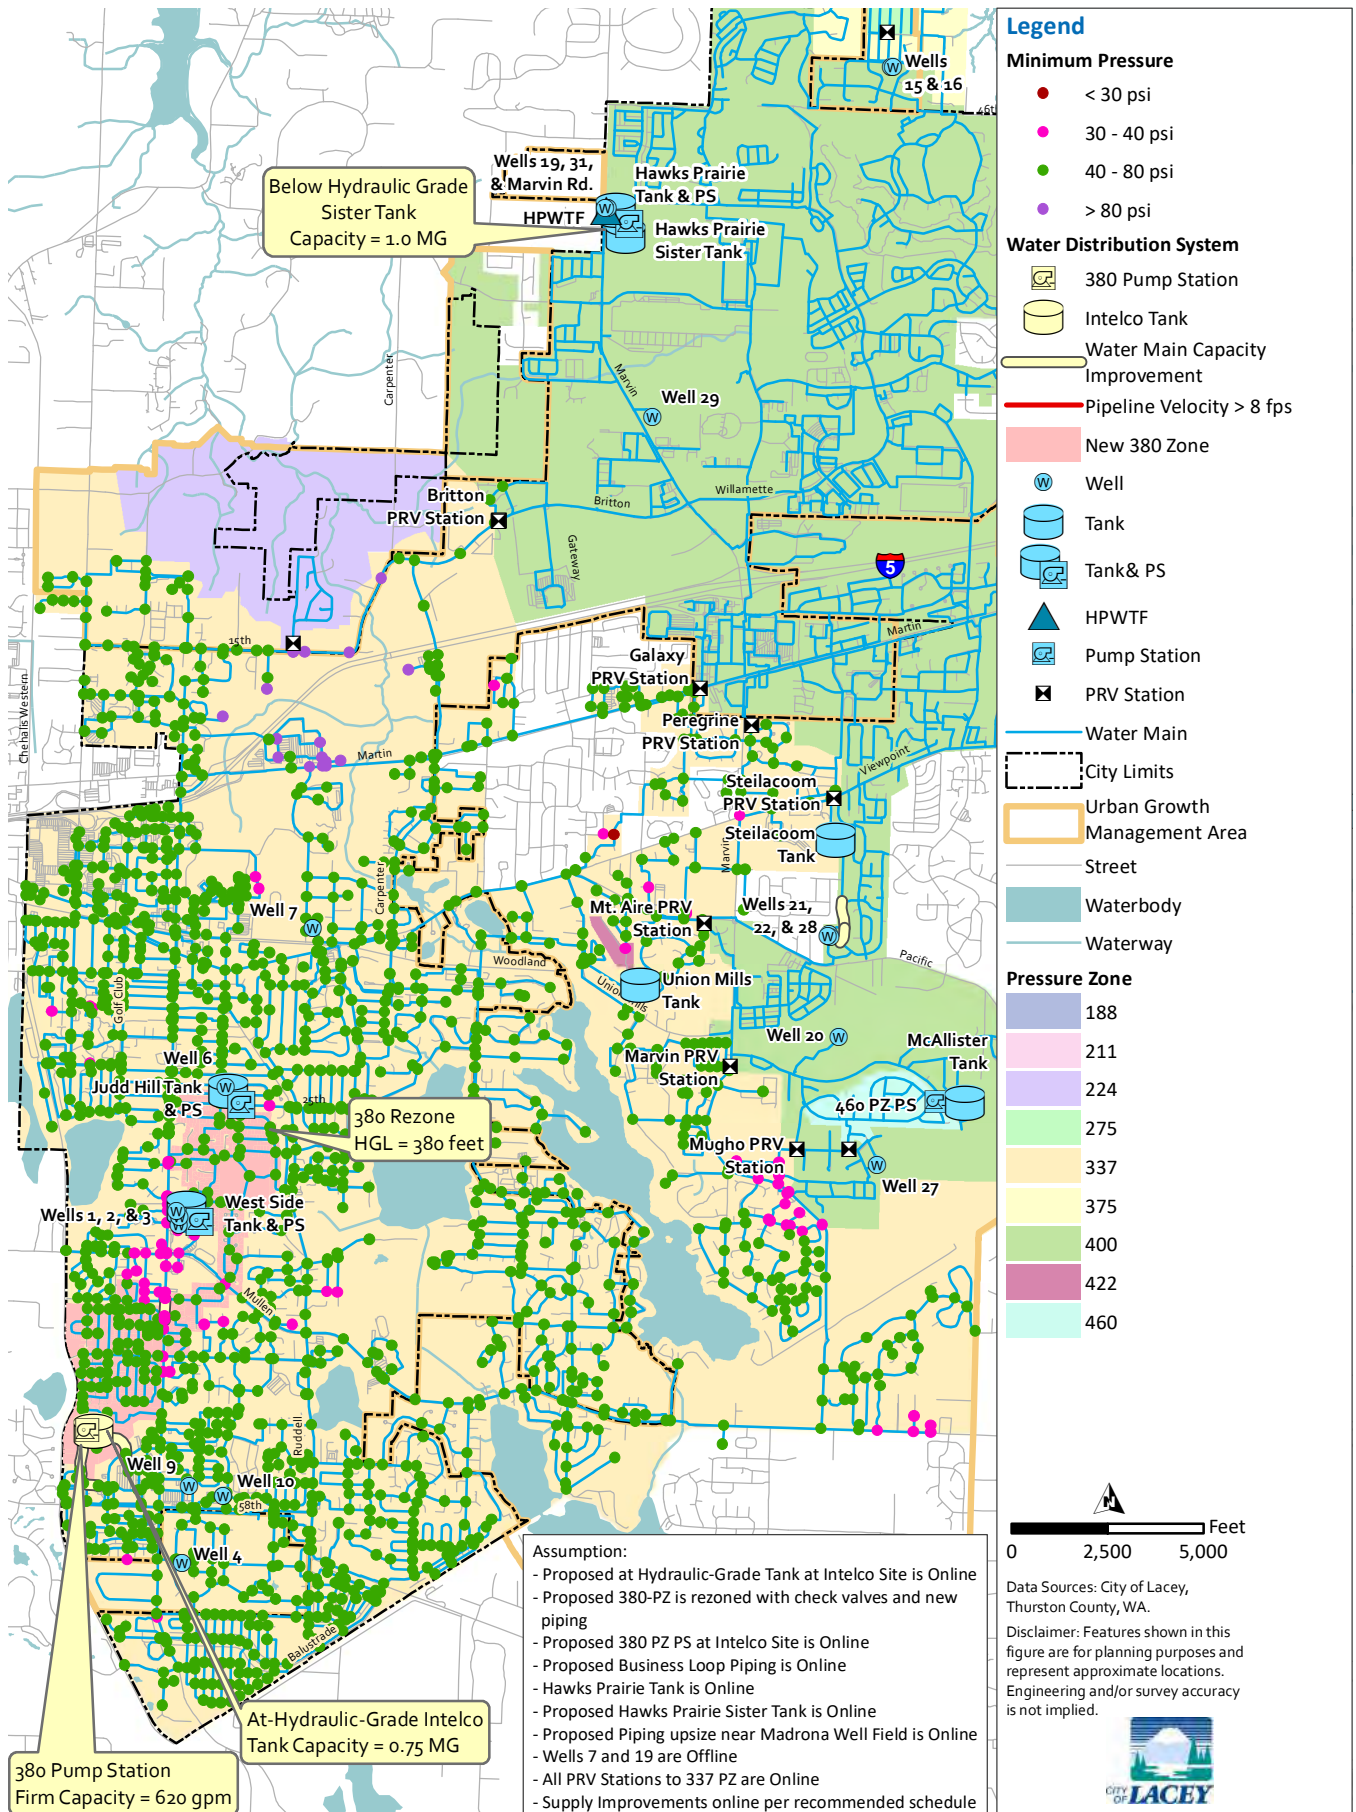 Wells
15 & 16
46th
Wells 19, 31,
& Marvin Rd.
Hawks Prairie
Tank & PS
Below Hydraulic Grade
Sister Tank
Capacity = 1.0 MG
HPWTF
Hawks Prairie
Sister Tank
Carpenter
Marvin
Well 29
Britton
PRV Station
Britton
Willamette
Gateway
5
15th
Martin
Galaxy
PRV Station
Chehalis Western
Peregrine
PRV Station
Martin
Viewpoint
Steilacoom
PRV Station
Steilacoom
Tank
Marvin
Carpenter
Well 7
Mt. Aire PRV
Station
Wells 21,
22, & 28
Woodland
Pacific
Union Mills
Union Mills
Tank
Golf Club
Well 20
McAllister
Tank
Well 6
Marvin PRV
Station
Judd Hill Tank
& PS
25th
460 PZ PS
380 Rezone
HGL = 380 feet
Mugho PRV
Station
Well 27
Wells 1, 2, & 3
West Side
Tank & PS
Mullen
Ruddell
Well 9
Well 10
58th
Well 4
Balustrade
At-Hydraulic-Grade Intelco
Tank Capacity = 0.75 MG
380 Pump Station
Firm Capacity = 620 gpm
Assumption:
- Proposed at Hydraulic-Grade Tank at Intelco Site is Online
- Proposed 380-PZ is rezoned with check valves and new
piping
- Proposed 380 PZ PS at Intelco Site is Online
- Proposed Business Loop Piping is Online
- Hawks Prairie Tank is Online
- Proposed Hawks Prairie Sister Tank is Online
- Proposed Piping upsize near Madrona Well Field is Online
- Wells 7 and 19 are Offline
- All PRV Stations to 337 PZ are Online
- Supply Improvements online per recommended schedule
Legend
Minimum Pressure
< 30 psi
30 - 40 psi
40 - 80 psi
> 80 psi
Water Distribution System
380 Pump Station
Intelco Tank
Water Main Capacity
Improvement
Pipeline Velocity > 8 fps
New 380 Zone
W Well
Tank
Tank& PS
HPWTF
Pump Station
PRV Station
Water Main
City Limits
Urban Growth
Management Area
Street
Waterbody
Waterway
Pressure Zone
188
211
224
275
337
375
400
422
460
N
Feet
0 2,500 5,000
Data Sources: City of Lacey,
Thurston County, WA.
Disclaimer: Features shown in this
figure are for planning purposes and
represent approximate locations.
Engineering and/or survey accuracy
is not implied.
CITY OF LACEY